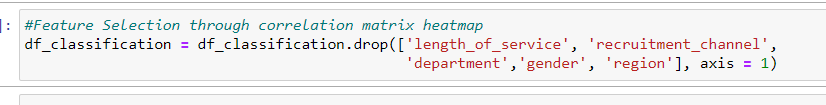 ]: #Feature Selection through correlation matrix heatmap
df_classification = df_classification.drop(['length_of_service', 'recruitment_channel',
'department','gender', 'region'], axis = 1)